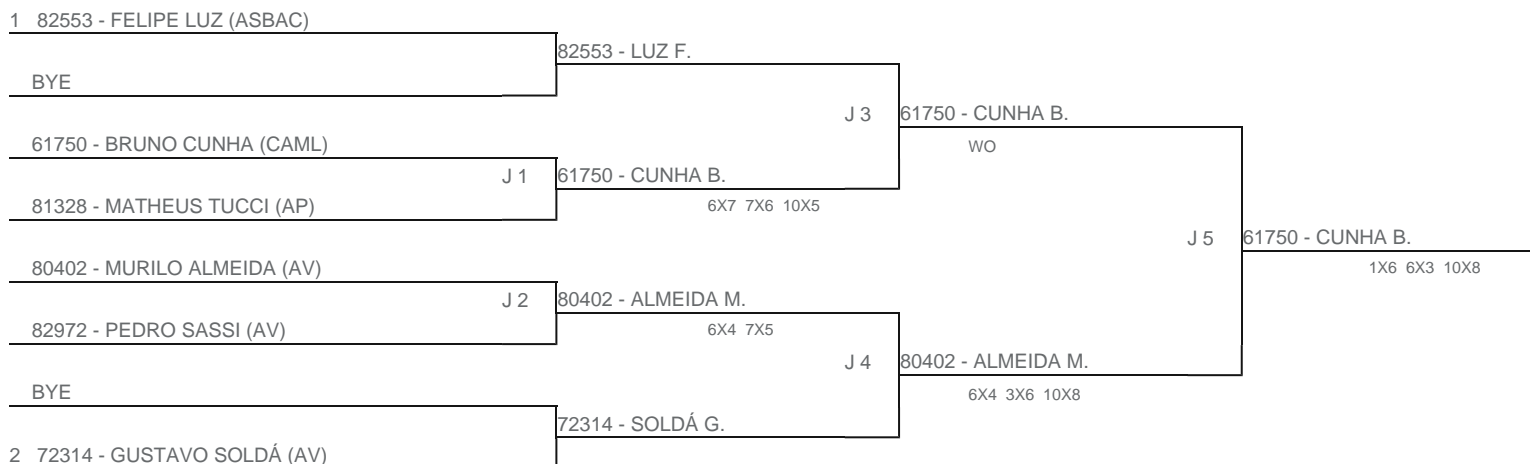 1 82553 - FELIPE LUZ (ASBAC)
82553 - LUZ F.
BYE
J 3 61750 - CUNHA B.
61750 - BRUNO CUNHA (CAML)
WO
J 1 61750 - CUNHA B.
81328 - MATHEUS TUCCI (AP)
6X7 7X6 10X5
J 5 61750 - CUNHA B.
80402 - MURILO ALMEIDA (AV)
1X6 6X3 10X8
J 2 80402 - ALMEIDA M.
82972 - PEDRO SASSI (AV)
6X4 7X5
J 4 80402 - ALMEIDA M.
BYE
6X4 3X6 10X8
72314 - SOLDÁ G.
2 72314 - GUSTAVO SOLDÁ (AV)